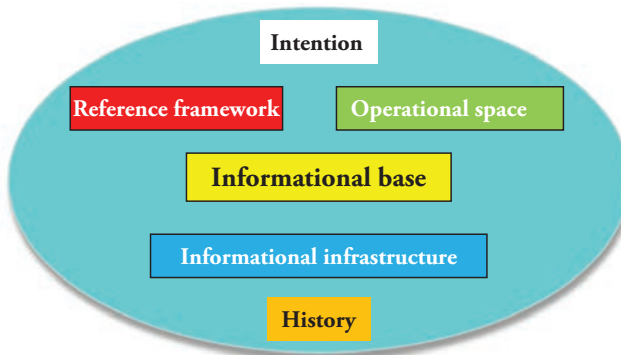 Intention
Reference framework
Operational space
Informational base
Informational infrastructure
History